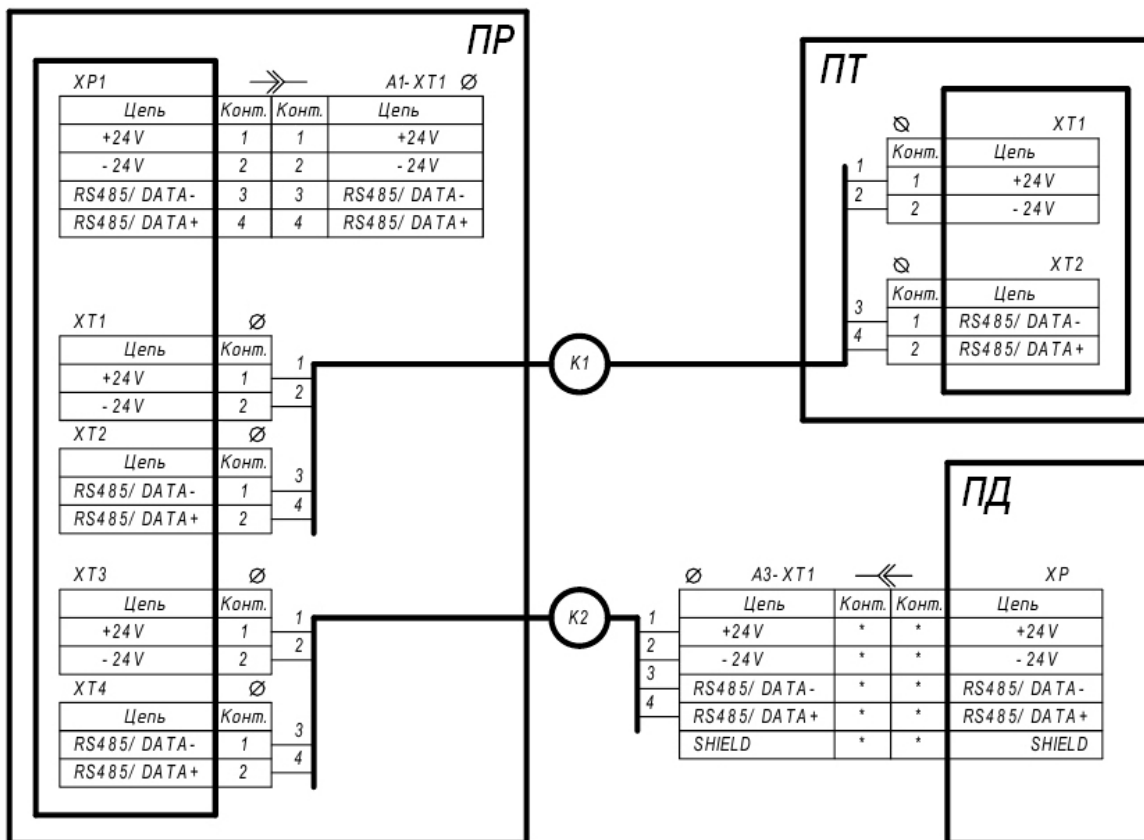 ПР
XP1 A1-XT1
Цепь Конт. Конт. Цепь
+24V 1 1 +24V
-24V 2 2 -24V
RS485/ DATA- 3 3 RS485/ DATA-
RS485/ DATA+ 4 4 RS485/ DATA+
XT1
Цепь Конт.
+24V 1 1
-24V 2 2
XT2
Цепь Конт.
RS485/ DATA- 1 3
RS485/ DATA+ 2 4
XT3
Цепь Конт.
+24V 1 1
-24V 2 2
XT4
Цепь Конт.
RS485/ DATA- 1 3
RS485/ DATA+ 2 4
K1
K2
ПТ
XT1
Конт. Цепь
1 1 +24V
2 2 -24V
XT2
Конт. Цепь
3 1 RS485/ DATA-
4 2 RS485/ DATA+
ПД
A3-XT1 XP
Цепь Конт. Конт. Цепь
1 +24V * * +24V
2 -24V * * -24V
3 RS485/ DATA- * * RS485/ DATA-
4 RS485/ DATA+ * * RS485/ DATA+
SHIELD * * SHIELD